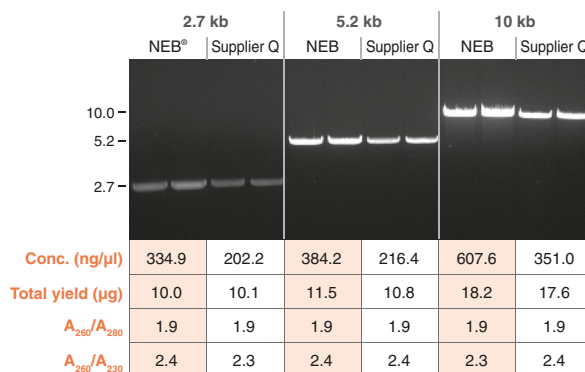 2.7 kb 5.2 kb 10 kb
NEB® Supplier Q NEB Supplier Q NEB Supplier Q
10.0
5.2
2.7
Conc. (ng/µl) 334.9 202.2 384.2 216.4 607.6 351.0
Total yield (µg) 10.0 10.1 11.5 10.8 18.2 17.6
A260/A280 1.9 1.9 1.9 1.9 1.9 1.9
A260/A230 2.4 2.3 2.4 2.4 2.3 2.4